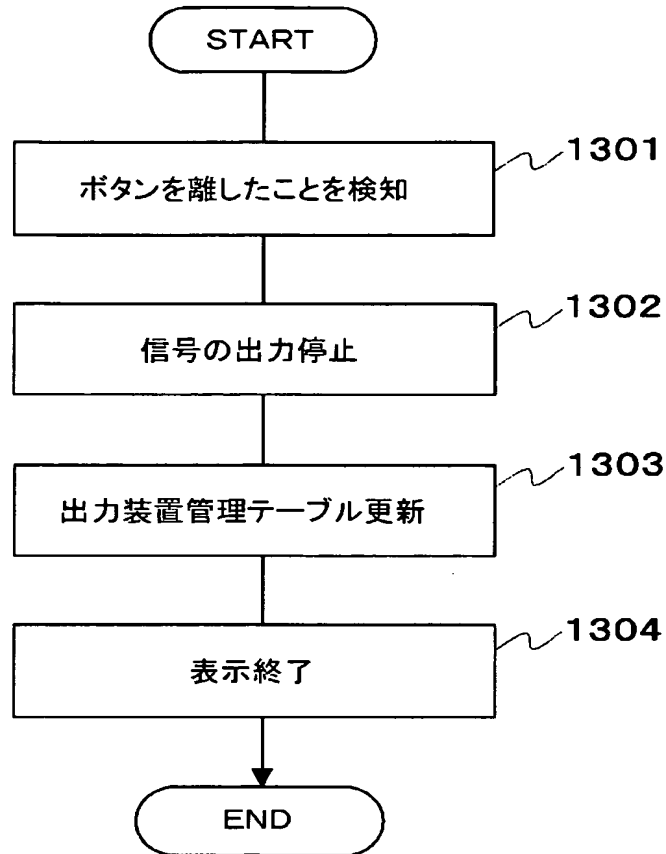 START
1301
ボタンを離したことを検知
1302
信号の出力停止
1303
出力装置管理テーブル更新
1304
表示終了
END